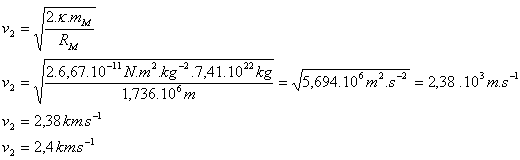 v₂ = √(2.κ.m_M / R_M)
v₂ = √(2.6,67.10⁻¹¹ N.m².kg⁻².7,41.10²² kg / 1,736.10⁶ m) = √(5,694.10⁶ m².s⁻²) = 2,38 .10³ m.s⁻¹
v₂ = 2,38 kms⁻¹
v₂ = 2,4 kms⁻¹